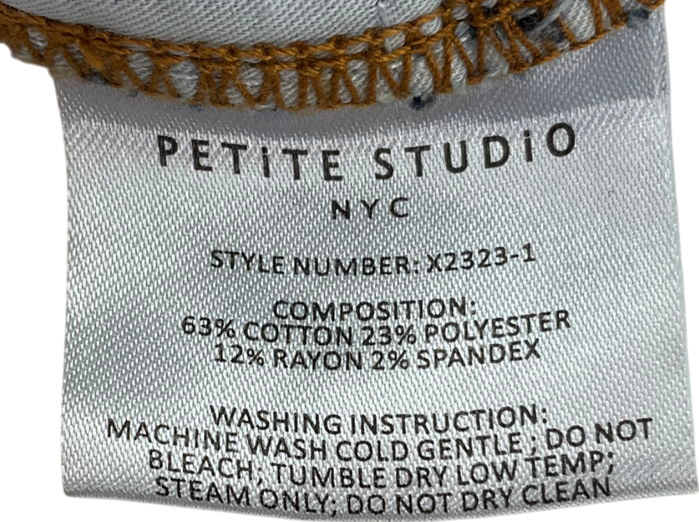 PETiTE STUDiO
NYC
STYLE NUMBER: X2323-1
COMPOSITION:
63% COTTON 23% POLYESTER
12% RAYON 2% SPANDEX
WASHING INSTRUCTION:
MACHINE WASH COLD GENTLE; DO NOT
BLEACH; TUMBLE DRY LOW TEMP;
STEAM ONLY; DO NOT DRY CLEAN